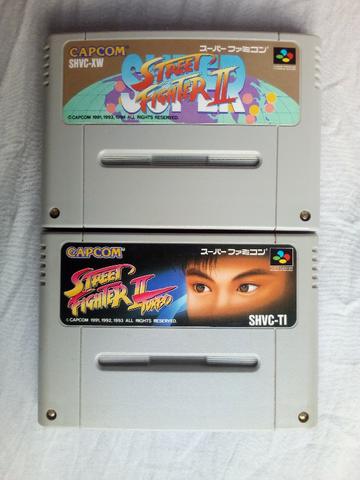 CAPCOM
SHVC-XW
スーパーファミコン
SUPER
STREET
FIGHTER II
©CAPCOM 1991, 1993, 1994 ALL RIGHTS RESERVED.
CAPCOM
スーパーファミコン
STREET
FIGHTER II
TURBO
©CAPCOM 1991, 1992, 1993 ALL RIGHTS RESERVED.
SHVC-TI